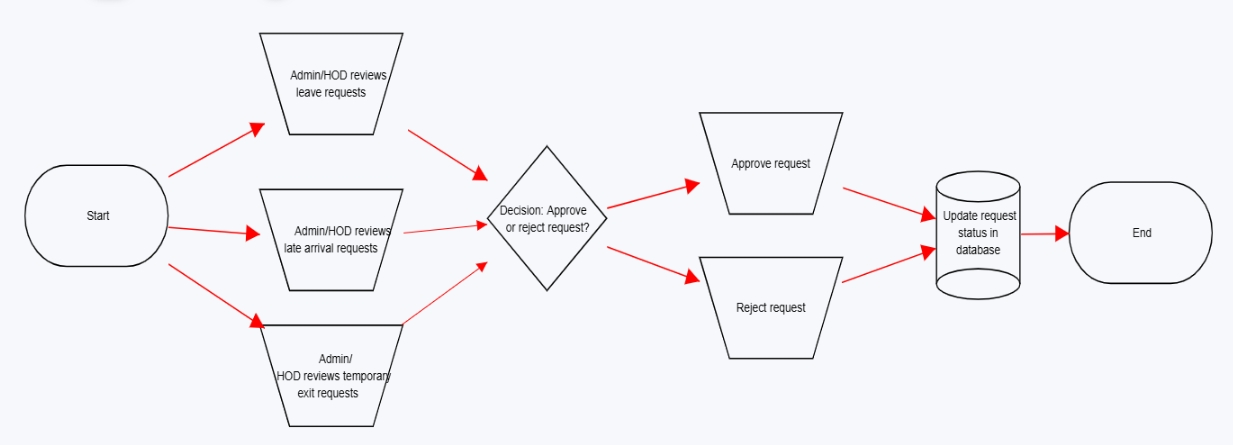 Start
Admin/HOD reviews
leave requests
Admin/HOD reviews
late arrival requests
Admin/
HOD reviews temporary
exit requests
Decision: Approve
or reject request?
Approve request
Reject request
Update request
status in
database
End